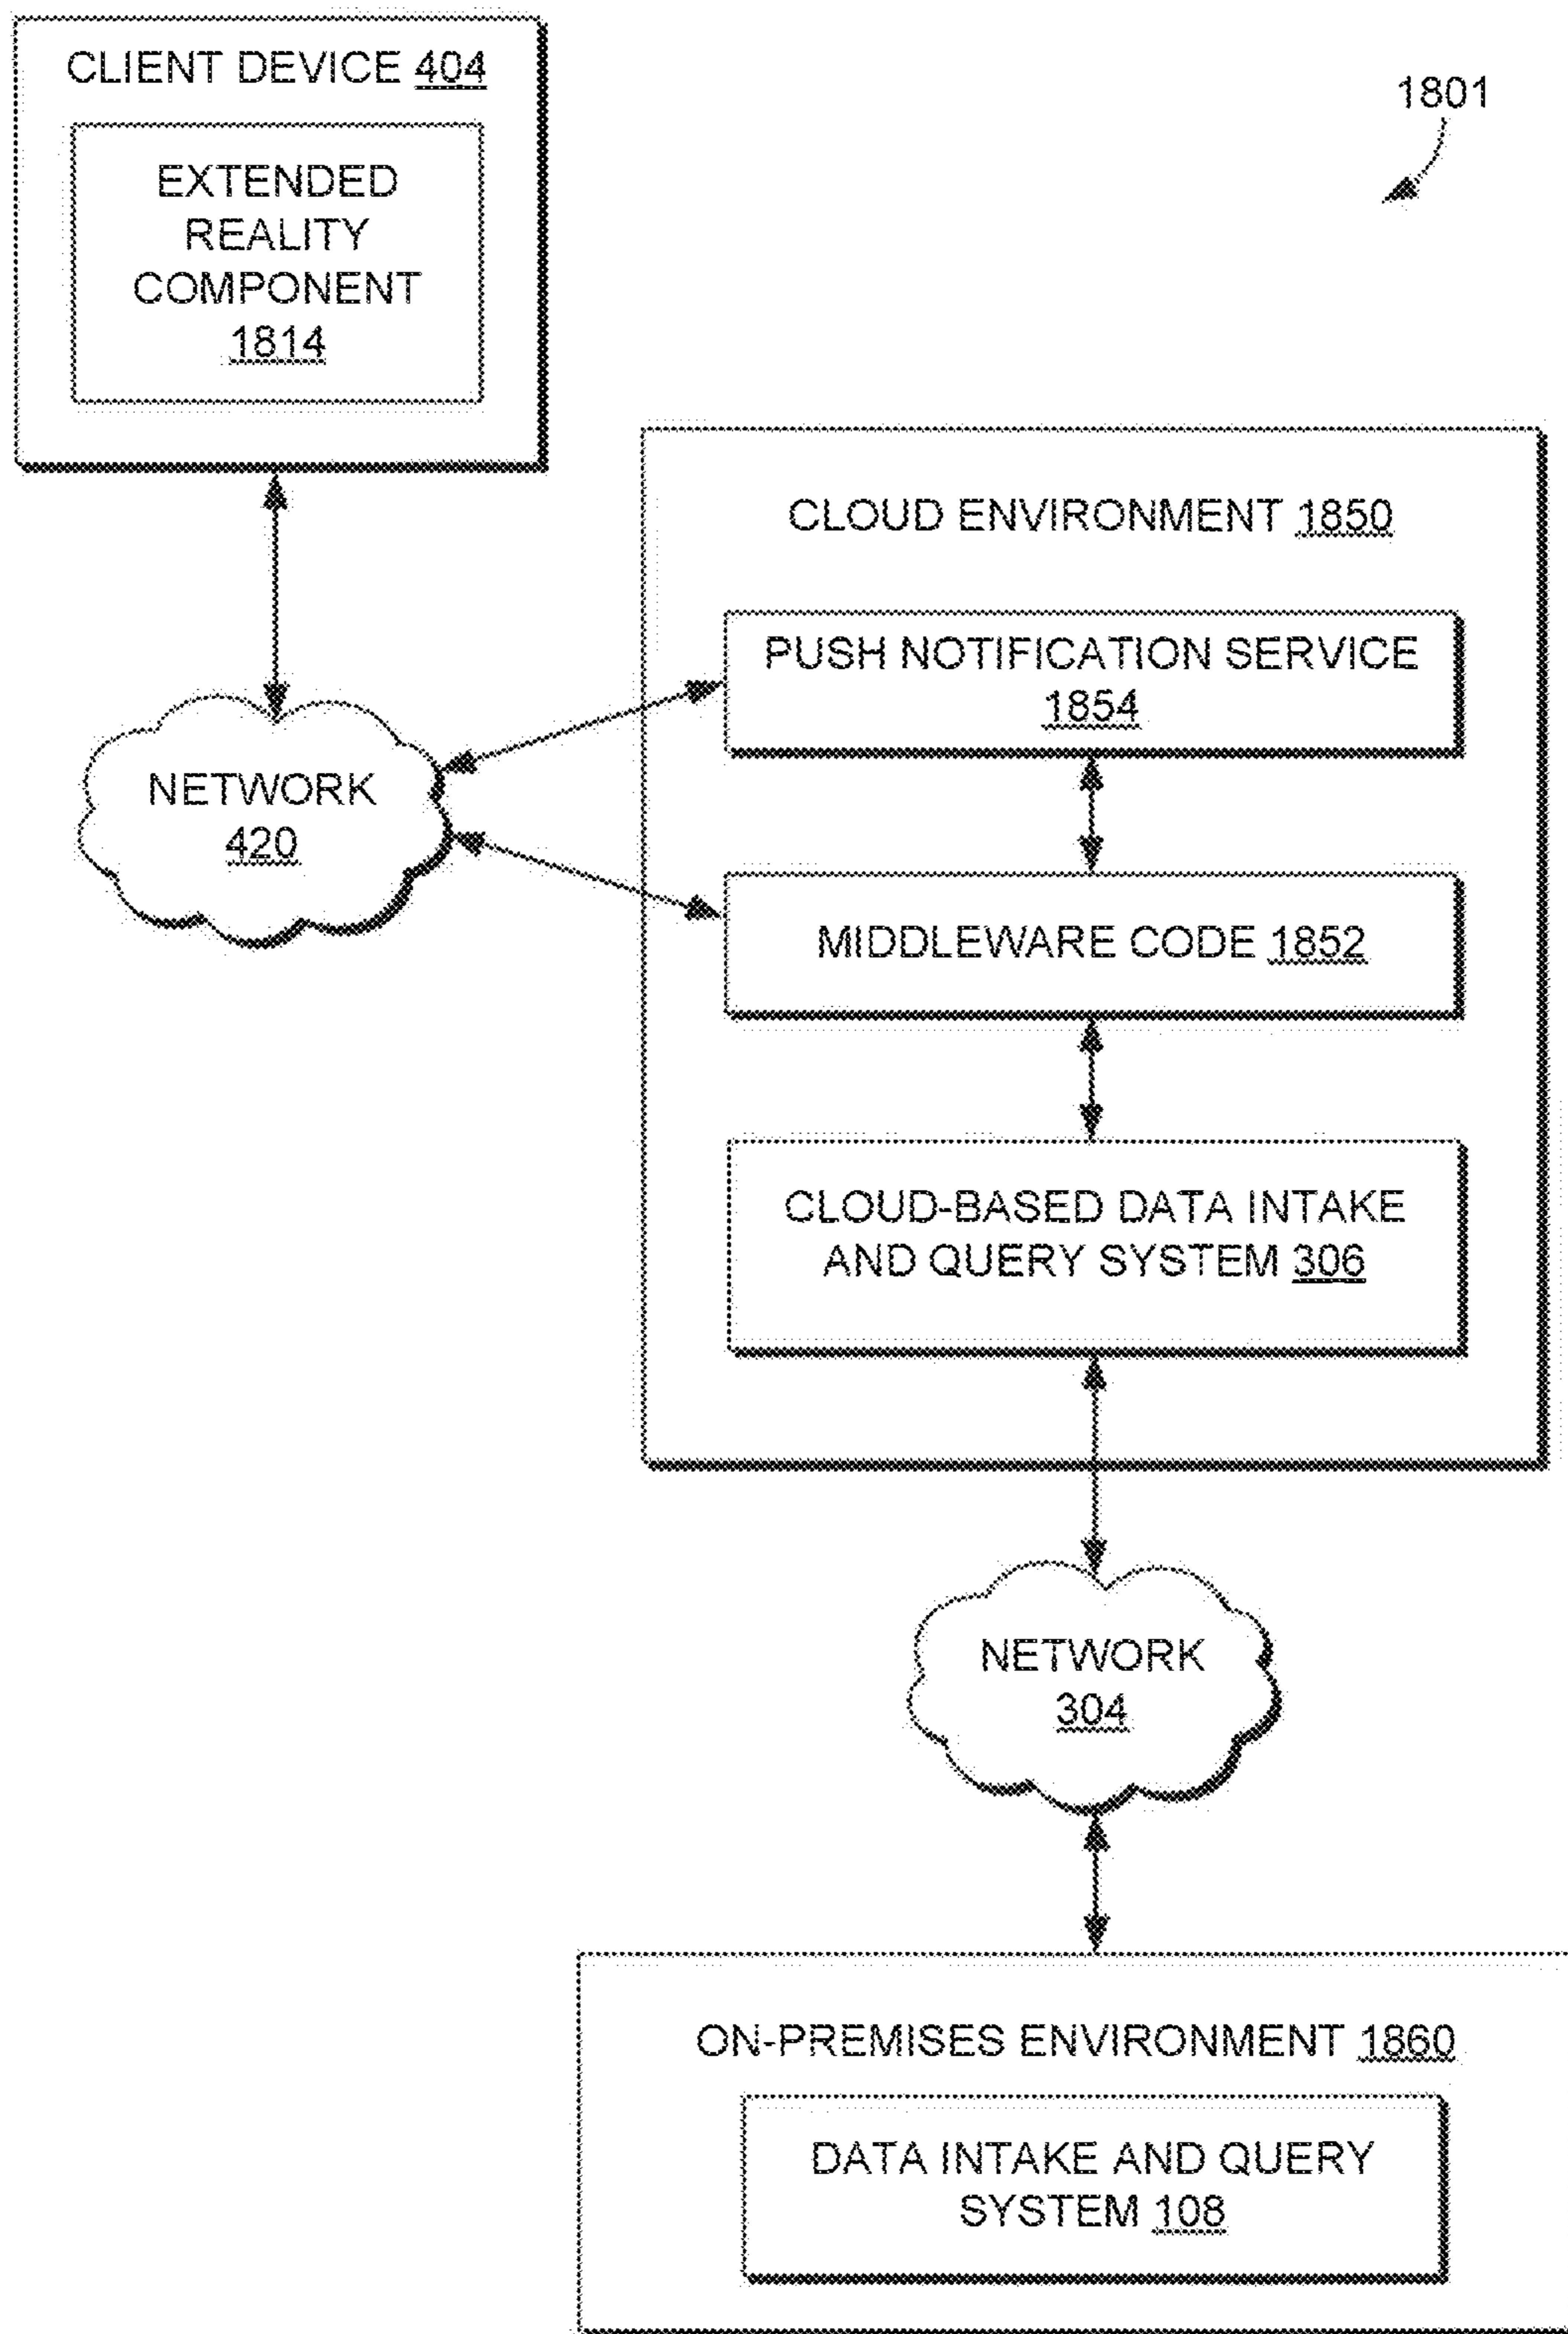 CLIENT DEVICE 404
1801
EXTENDED
REALITY
COMPONENT
1814
CLOUD ENVIRONMENT 1850
PUSH NOTIFICATION SERVICE
1854
NETWORK
420
MIDDLEWARE CODE 1852
CLOUD-BASED DATA INTAKE
AND QUERY SYSTEM 306
NETWORK
304
ON-PREMISES ENVIRONMENT 1860
DATA INTAKE AND QUERY
SYSTEM 108